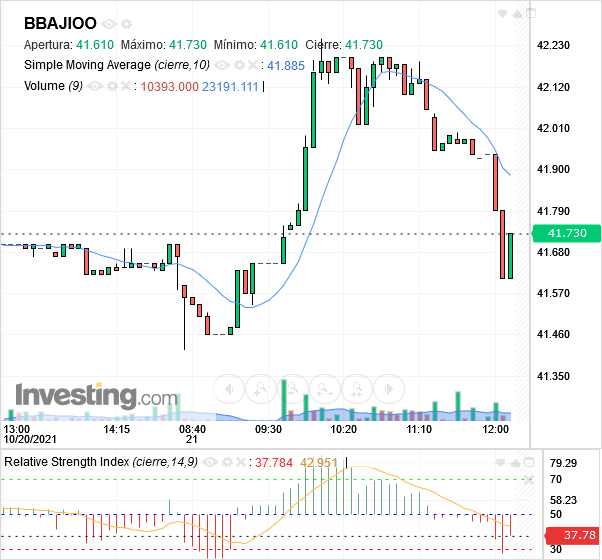 BBAJIOO
Apertura: 41.610 Máximo: 41.730 Mínimo: 41.610 Cierre: 41.730
Simple Moving Average (cierre,10) : 41.885
Volume (9) : 10393.000 23191.111
42.230
42.120
42.010
41.900
41.790
41.730
41.680
41.570
41.460
41.350
Investing.com
13:00 14:15 08:40 09:30 10:20 11:10 12:00
10/20/2021 21
Relative Strength Index (cierre,14,9) : 37.784 42.951
79.29
70
58.23
50
37.78
30